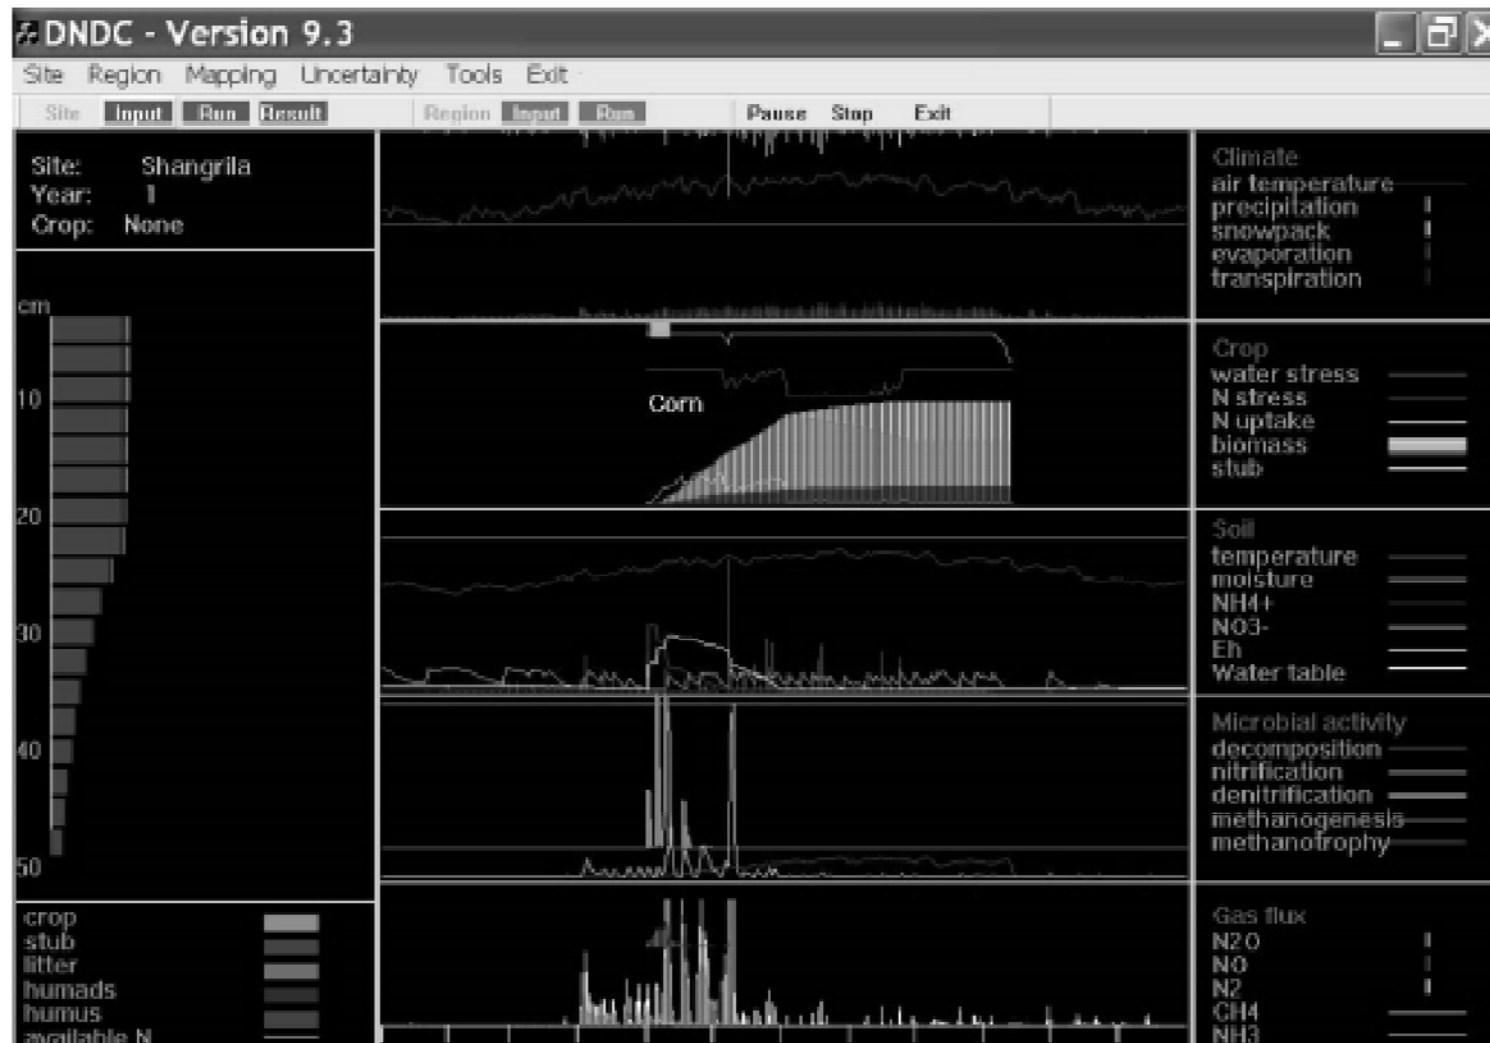 DNDC - Version 9.3
Site Region Mapping Uncertainty Tools Exit
Site Input Run Result Region Input Run Pause Stop Exit
Site: Shangrila
Year: 1
Crop: None
cm
10
20
30
40
50
crop
stub
litter
humads
humus
available N
Corn
Climate
air temperature
precipitation
snowpack
evaporation
transpiration
Crop
water stress
N stress
N uptake
biomass
stub
Soil
temperature
moisture
NH4+
NO3-
Eh
Water table
Microbial activity
decomposition
nitrification
denitrification
methanogenesis
methanotrophy
Gas flux
N2O
NO
N2
CH4
NH3